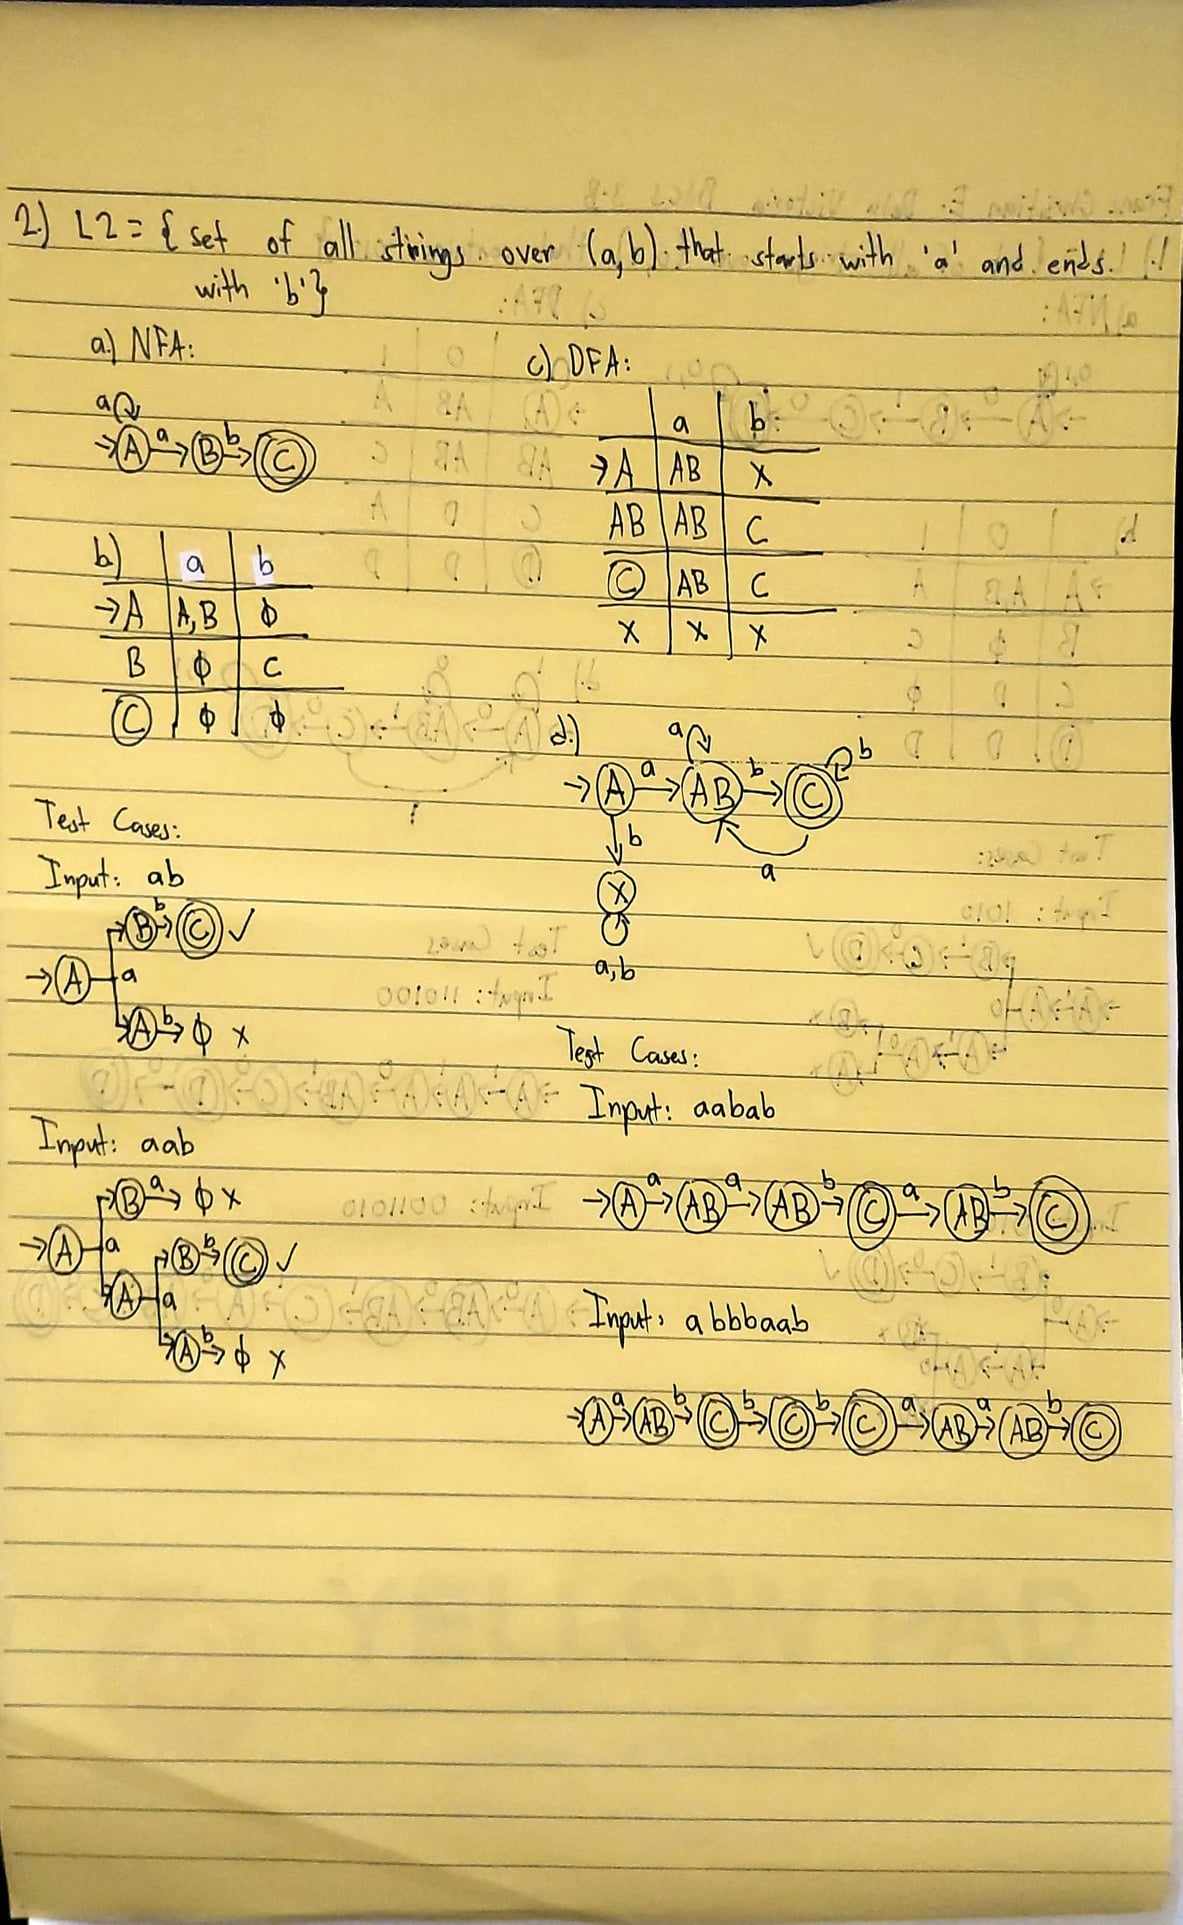 2.) L2 = { set of all strings over (a,b) that starts with 'a' and ends
with 'b'}
a.) NFA:
a
→ A a → B b → C
b) a b
→A A,B ϕ
B ϕ C
C ϕ ϕ
Test Cases:
Input: ab
B b → C ✓
→ A a
A b → ϕ x
Input: aab
B a → ϕ x
→ A a
B b → C ✓
A a
A b → ϕ x
c) DFA:
a b
→ A AB X
AB AB C
C AB C
X X X
d.)
a b
→ A a → AB b → C
b
a
X
a,b
Test Cases:
Input: aabab
→ A a → AB a → AB b → C a → AB b → C
Input: abbbaab
→ A a → AB b → C b → C b → C a → AB a → AB b → C